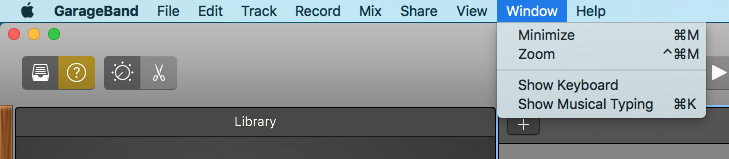 GarageBand File Edit Track Record Mix Share View Window Help
Minimize ⌘M
Zoom ^⌘M
Show Keyboard
Show Musical Typing ⌘K
?
Library
+